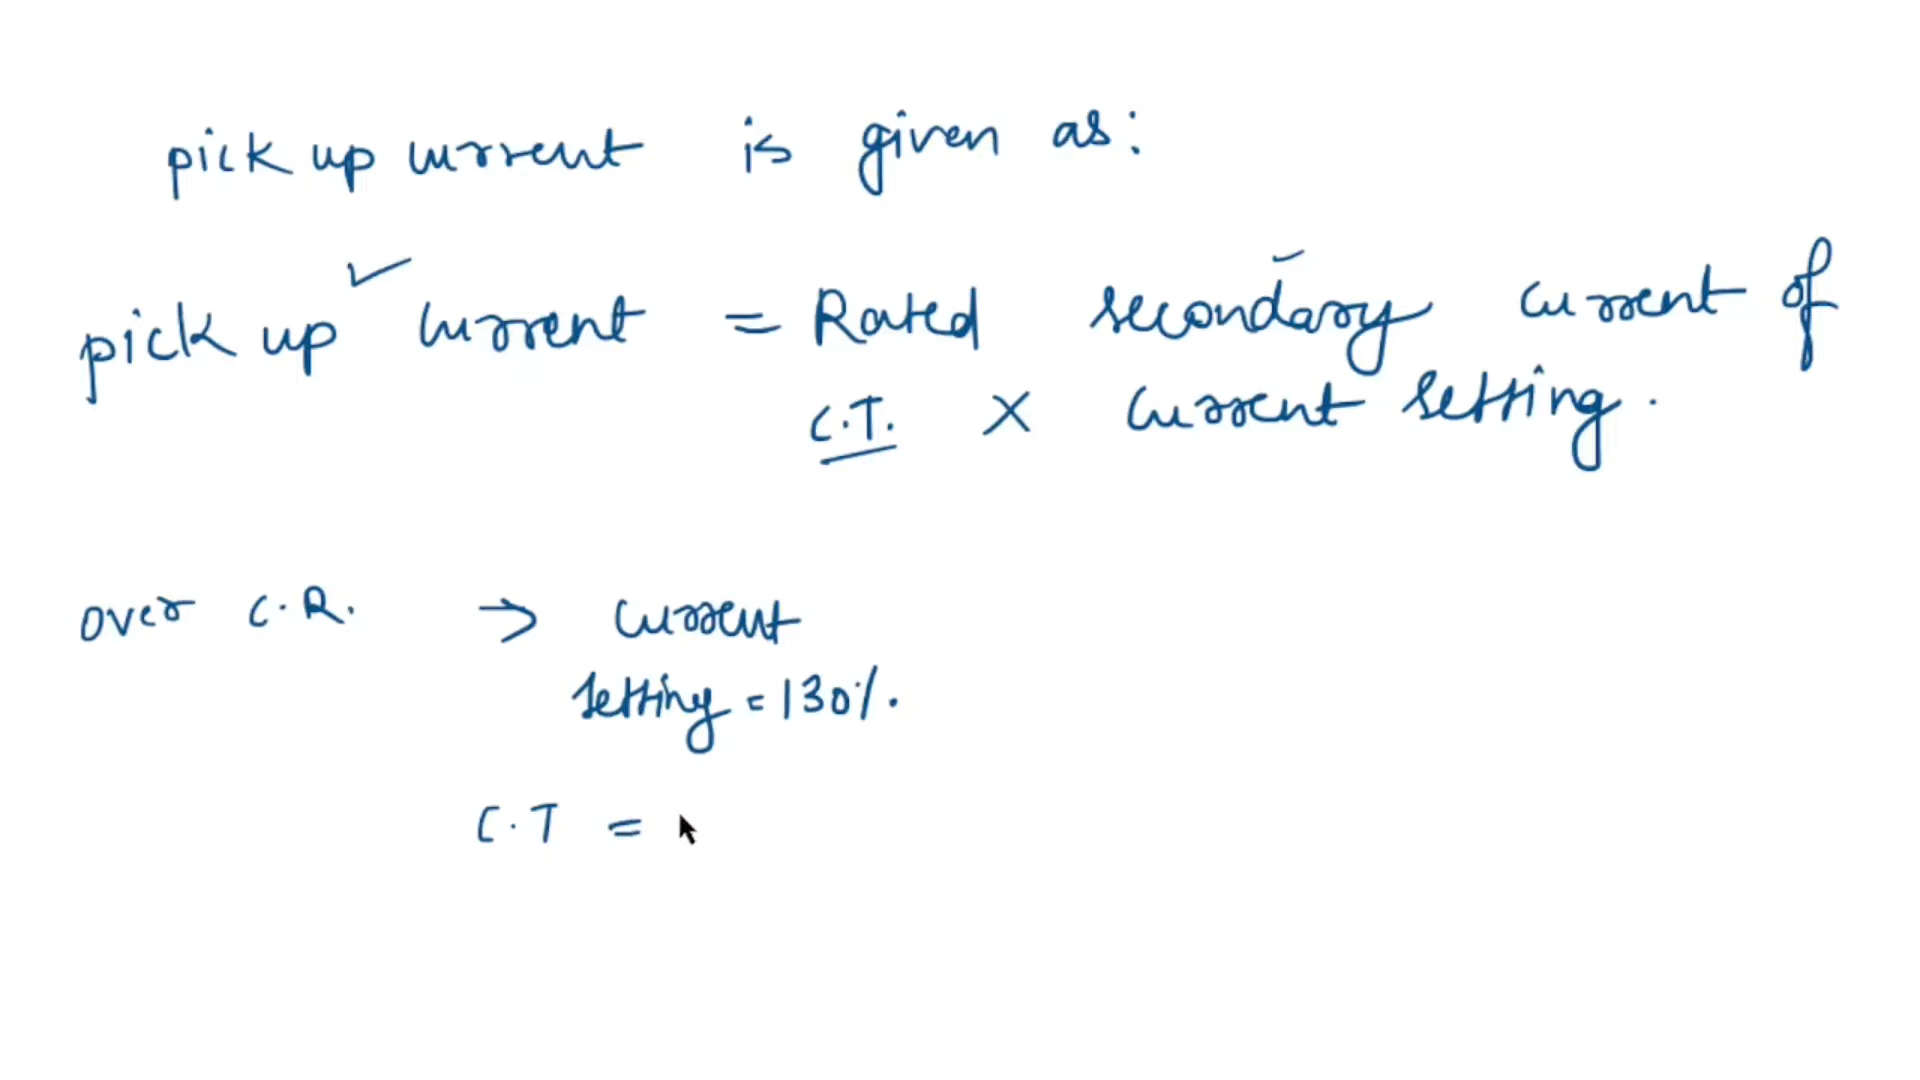 pick up current is given as:
pick up current = Rated secondary current of
C.T. X current setting.
over C.R. → current
setting = 130%.
C.T =